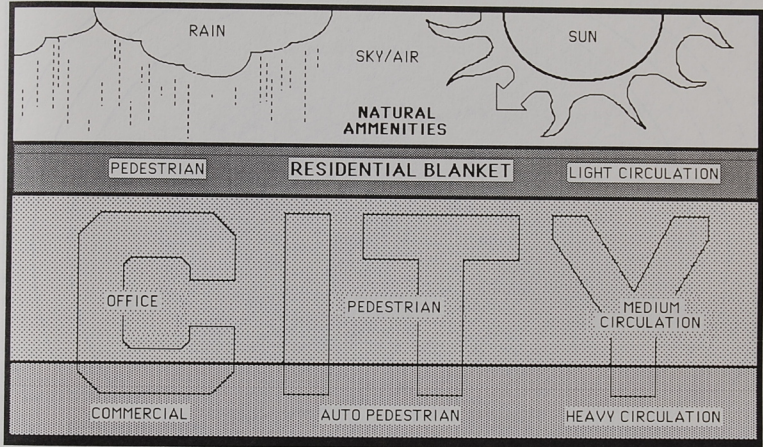 RAIN
SKY/AIR
SUN
NATURAL
AMMENITIES
PEDESTRIAN
RESIDENTIAL BLANKET
LIGHT CIRCULATION
CITY
OFFICE
PEDESTRIAN
MEDIUM
CIRCULATION
COMMERCIAL
AUTO PEDESTRIAN
HEAVY CIRCULATION